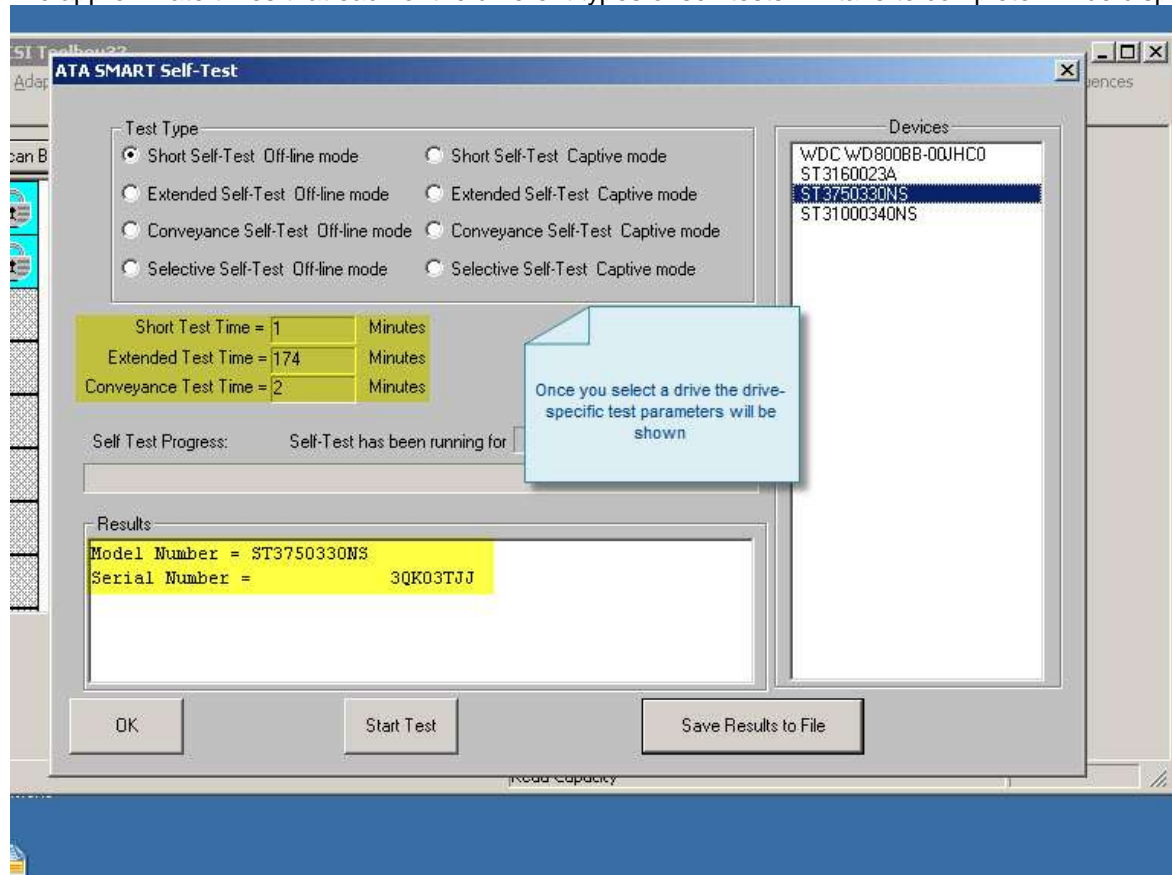 ATA SMART Self-Test
Test Type
Short Self-Test Off-line mode
Short Self-Test Captive mode
Extended Self-Test Off-line mode
Extended Self-Test Captive mode
Conveyance Self-Test Off-line mode
Conveyance Self-Test Captive mode
Selective Self-Test Off-line mode
Selective Self-Test Captive mode
Devices
WDC WD800BB-00JHC0
ST3160023A
ST3750330NS
ST31000340NS
Short Test Time = 1 Minutes
Extended Test Time = 174 Minutes
Conveyance Test Time = 2 Minutes
Once you select a drive the drive-
specific test parameters will be
shown
Self Test Progress: Self-Test has been running for
Results
Model Number = ST3750330NS
Serial Number = 3QK03TJJ
OK
Start Test
Save Results to File
Read Capacity